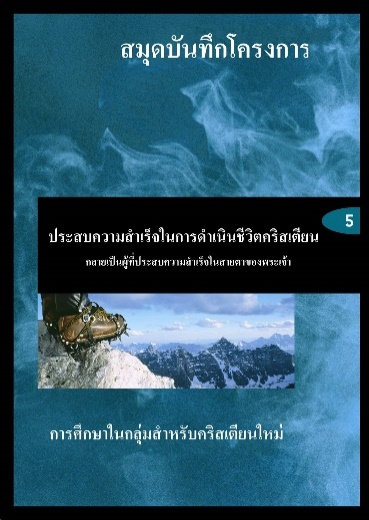 สมุดบันทึกโครงการ
5
ประสบความสำเร็จในการดำเนินชีวิตคริสเตียน
กลายเป็นผู้ที่ประสบความสำเร็จในสายตาของพระเจ้า
การศึกษาในกลุ่มสำหรับคริสเตียนใหม่